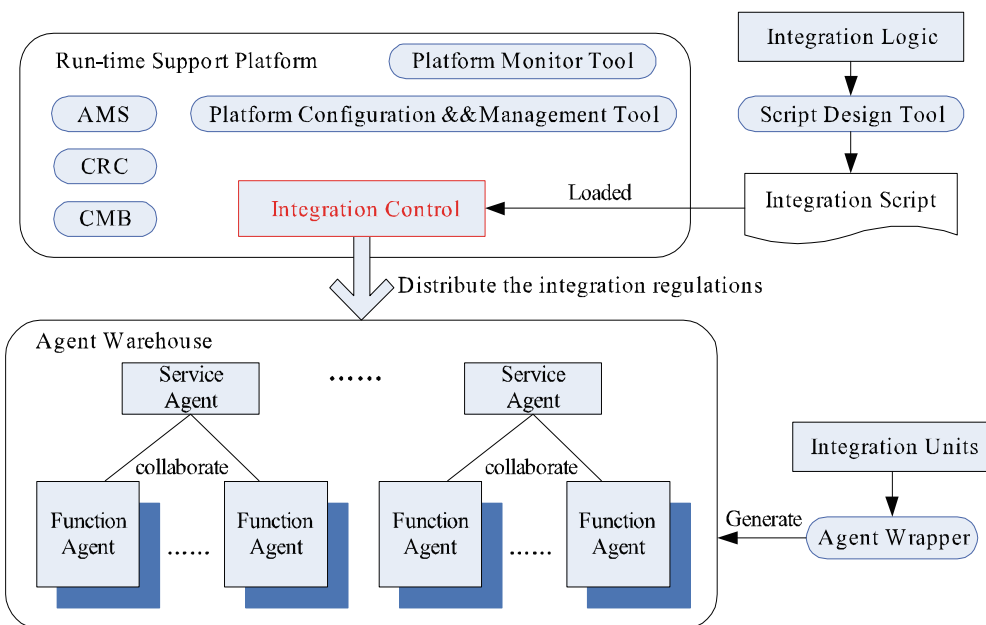 Run-time Support Platform
Platform Monitor Tool
AMS
Platform Configuration &&Management Tool
CRC
CMB
Integration Control
Loaded
Integration Logic
Script Design Tool
Integration Script
Distribute the integration regulations
Agent Warehouse
Service
Agent
......
Service
Agent
collaborate
collaborate
Function
Agent
......
Function
Agent
Function
Agent
......
Function
Agent
Integration Units
Generate
Agent Wrapper